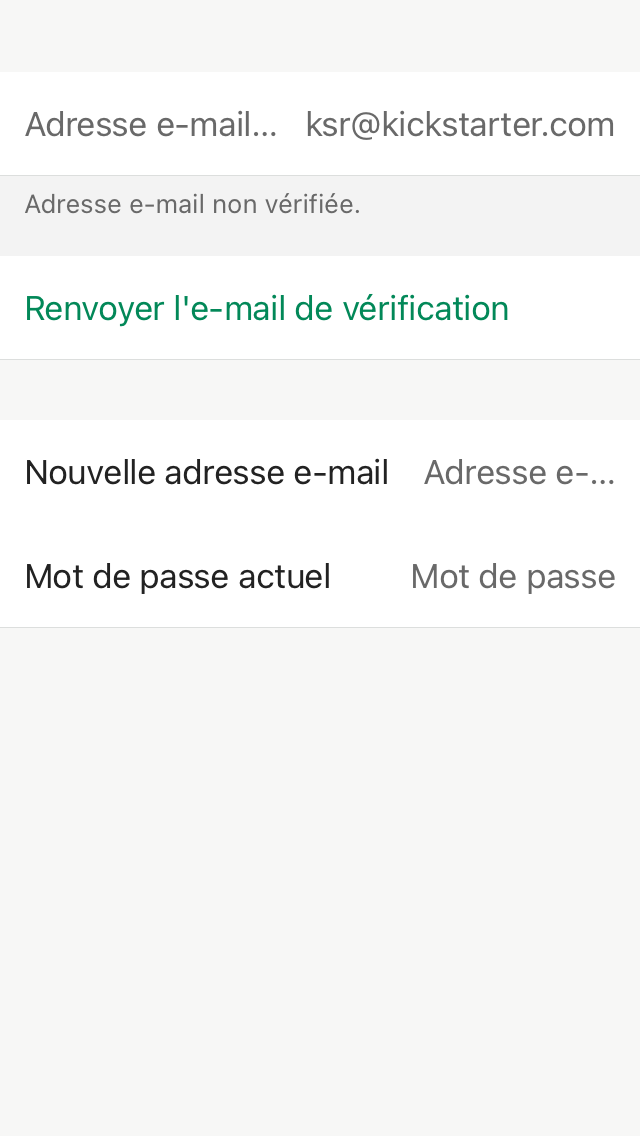 Adresse e-mail... ksr@kickstarter.com
Adresse e-mail non vérifiée.
Renvoyer l'e-mail de vérification
Nouvelle adresse e-mail Adresse e-...
Mot de passe actuel Mot de passe